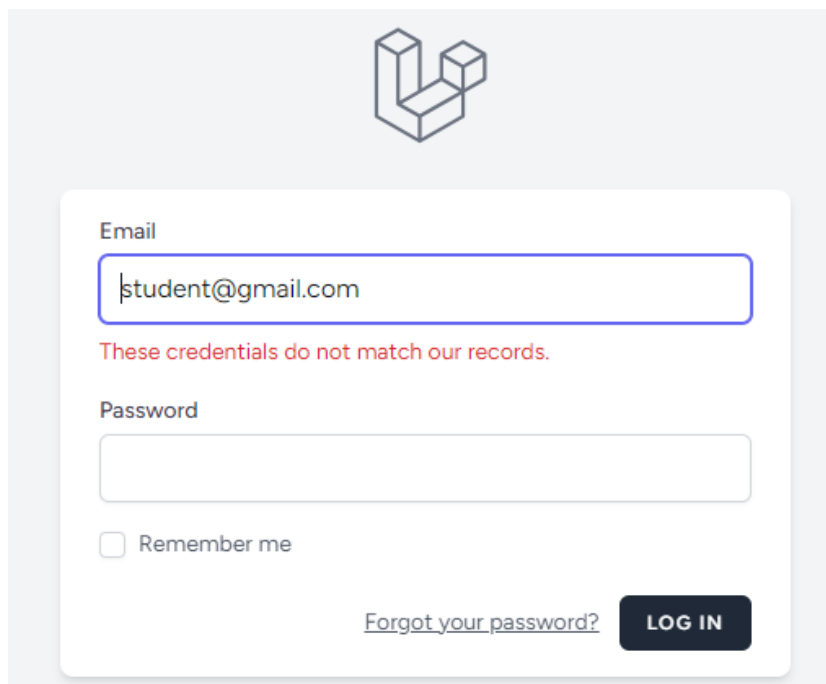 Email
student@gmail.com
These credentials do not match our records.
Password
Remember me
Forgot your password? LOG IN